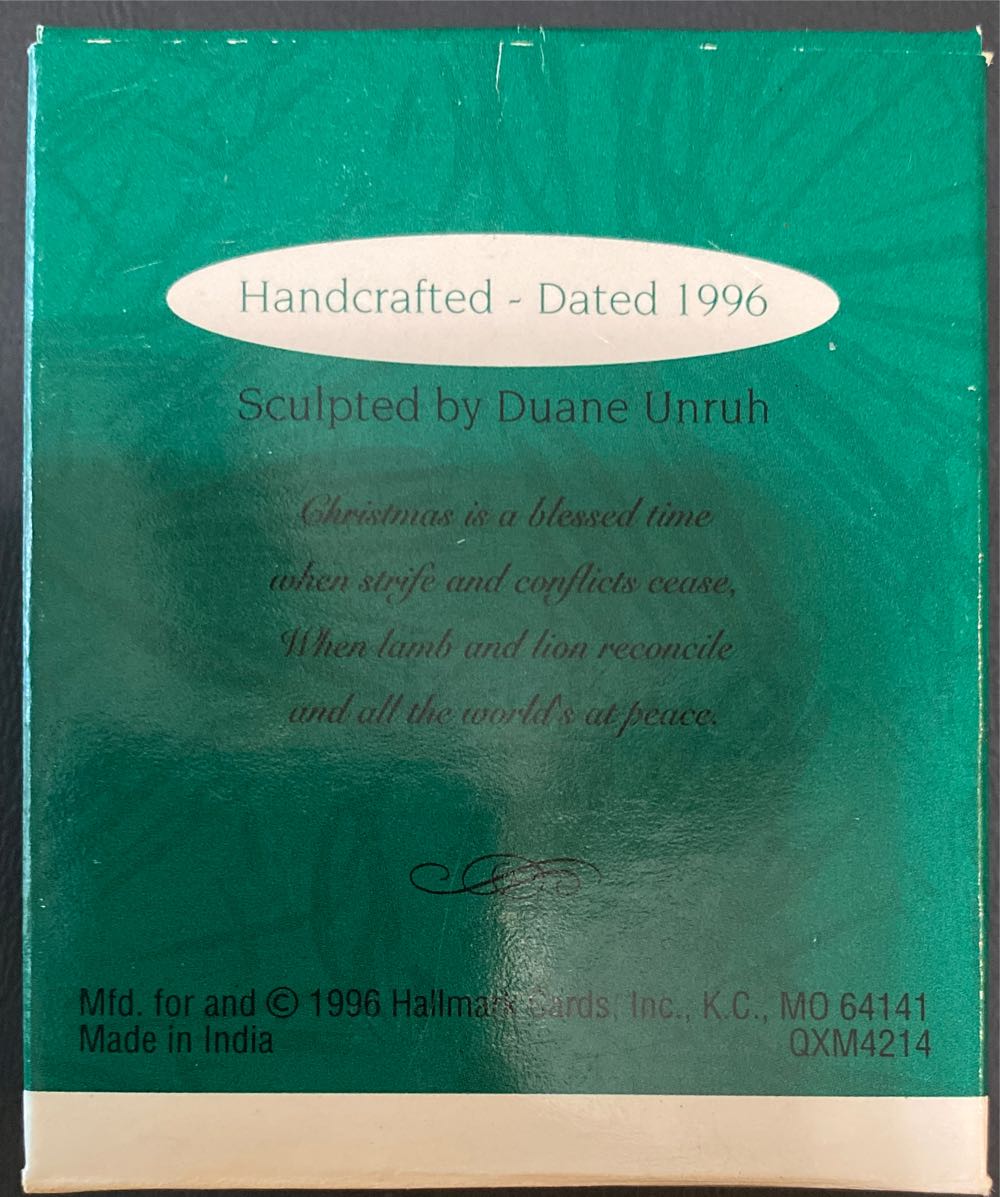 Handcrafted - Dated 1996
Sculpted by Duane Unruh
Christmas is a blessed time
when strife and conflicts cease,
When lamb and lion reconcile
and all the world's at peace.
Mfd. for and © 1996 Hallmark Cards, Inc., K.C., MO 64141
Made in India
QXM4214